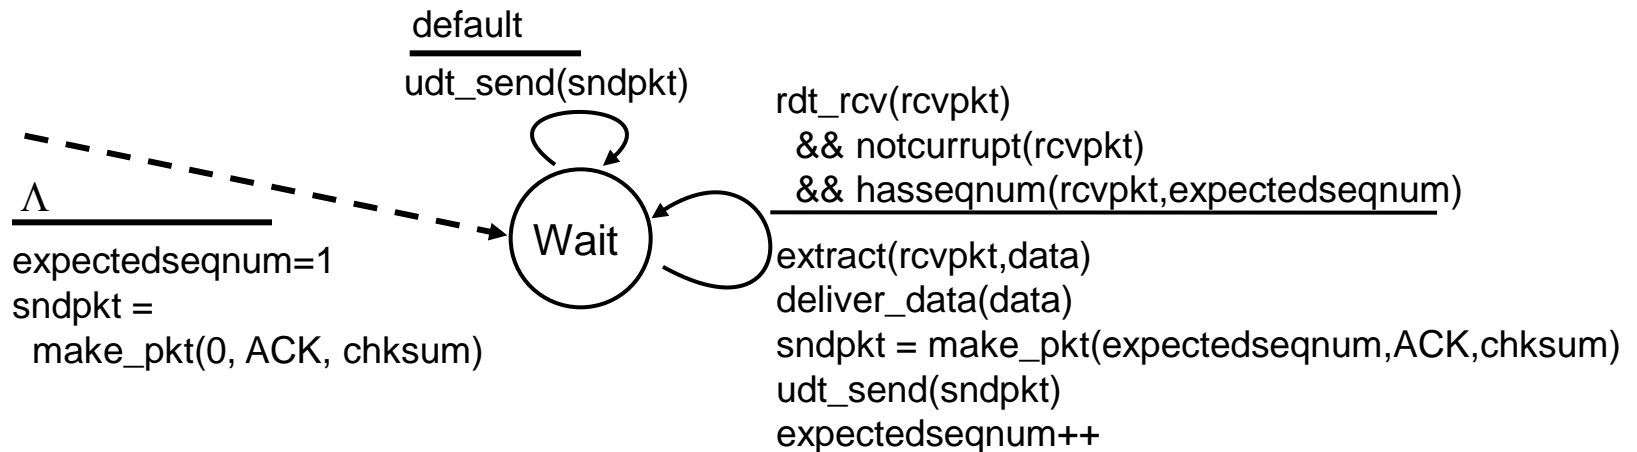 default
udt_send(sndpkt)
Λ
expectedseqnum=1
sndpkt =
make_pkt(0, ACK, chksum)
Wait
rdt_rcv(rcvpkt)
&& notcurrupt(rcvpkt)
&& hasseqnum(rcvpkt,expectedseqnum)
extract(rcvpkt,data)
deliver_data(data)
sndpkt = make_pkt(expectedseqnum,ACK,chksum)
udt_send(sndpkt)
expectedseqnum++